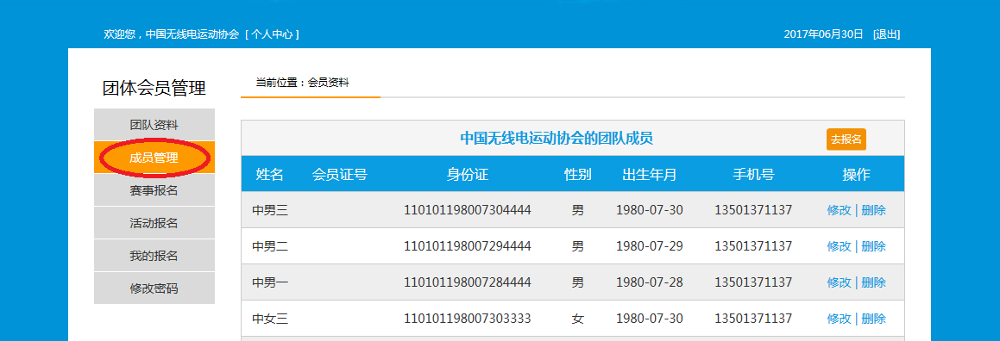 欢迎您，中国无线电运动协会 [ 个人中心 ] 2017年06月30日 [退出]
团体会员管理
团队资料
成员管理
赛事报名
活动报名
我的报名
修改密码
当前位置：会员资料
中国无线电运动协会的团队成员 去报名
姓名 会员证号 身份证 性别 出生年月 手机号 操作
中男三 110101198007304444 男 1980-07-30 13501371137 修改 | 删除
中男二 110101198007294444 男 1980-07-29 13501371137 修改 | 删除
中男一 110101198007284444 男 1980-07-28 13501371137 修改 | 删除
中女三 110101198007303333 女 1980-07-30 13501371137 修改 | 删除